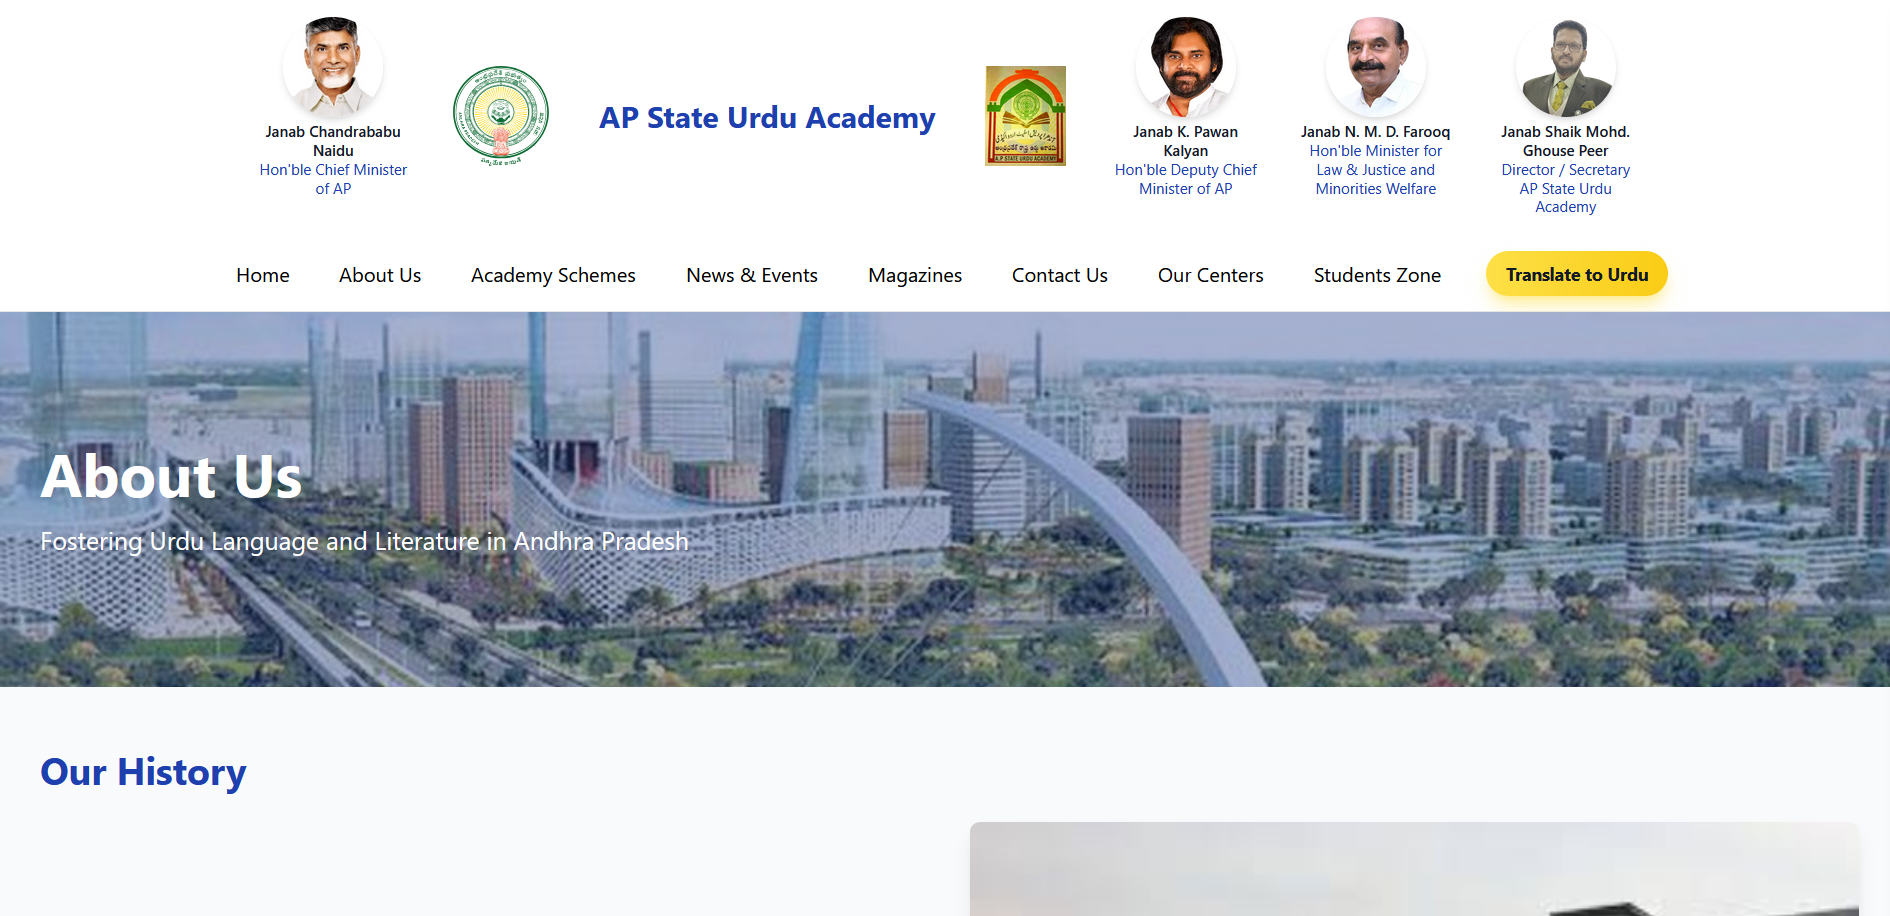 Janab Chandrababu
Naidu
Hon'ble Chief Minister
of AP
AP State Urdu Academy
A.P STATE URDU ACADEMY
Janab K. Pawan
Kalyan
Hon'ble Deputy Chief
Minister of AP
Janab N. M. D. Farooq
Hon'ble Minister for
Law & Justice and
Minorities Welfare
Janab Shaik Mohd.
Ghouse Peer
Director / Secretary
AP State Urdu
Academy
Home
About Us
Academy Schemes
News & Events
Magazines
Contact Us
Our Centers
Students Zone
Translate to Urdu
About Us
Fostering Urdu Language and Literature in Andhra Pradesh
Our History